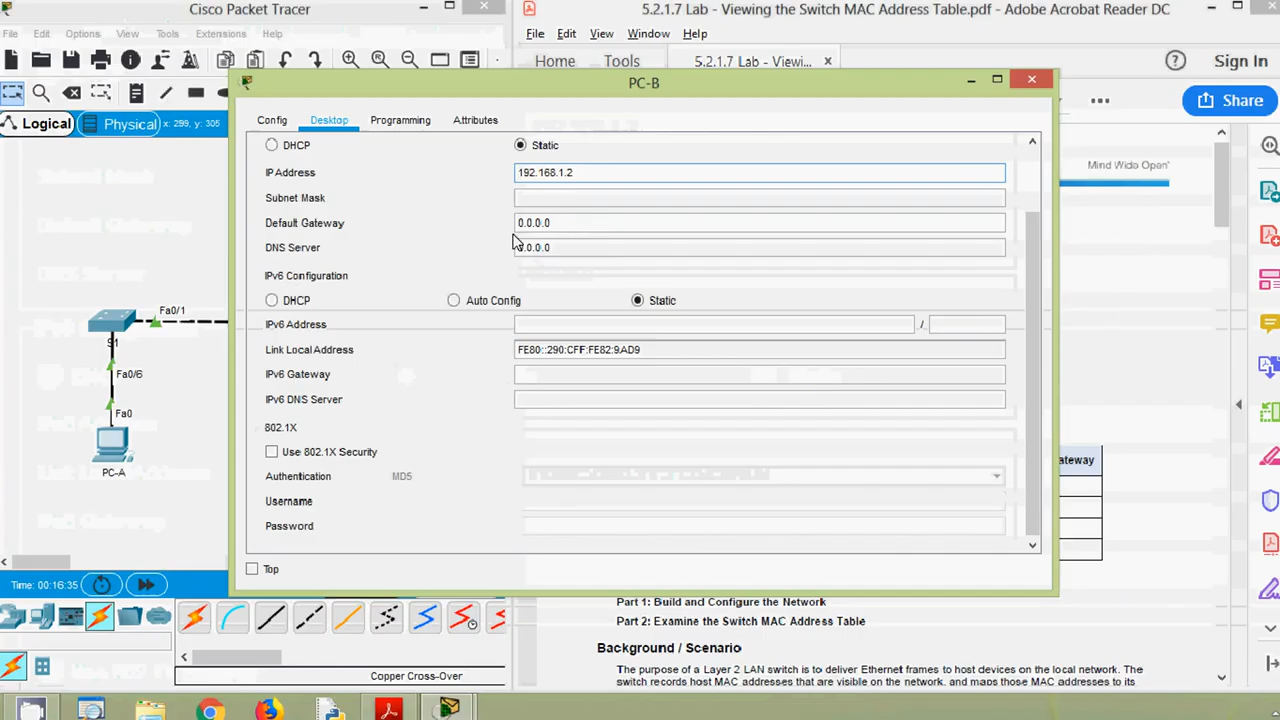 Cisco Packet Tracer
5.2.1.7 Lab - Viewing the Switch MAC Address Table.pdf - Adobe Acrobat Reader DC
File Edit Options View Tools Extensions Help
File Edit View Window Help
Home Tools 5.2.1.7 Lab - Viewi... x
Sign In
Logical Physical x: 299, y: 305
Share
PC-B
Config Desktop Programming Attributes
Mind Wide Open
DHCP Static
IP Address 192.168.1.2
Subnet Mask
Default Gateway 0.0.0.0
DNS Server 0.0.0.0
IPv6 Configuration
DHCP Auto Config Static
IPv6 Address /
Link Local Address FE80::290:CFF:FE82:9AD9
IPv6 Gateway
IPv6 DNS Server
802.1X
Use 802.1X Security
Authentication MD5
Username
Password
Top
Fa0/1
S1
Fa0/6
Fa0
PC-A
ateway
Time: 00:16:35
Part 1: Build and Configure the Network
Part 2: Examine the Switch MAC Address Table
Background / Scenario
The purpose of a Layer 2 LAN switch is to deliver Ethernet frames to host devices on the local network. The
switch records host MAC addresses that are visible on the network, and maps those MAC addresses to its
Copper Cross-Over